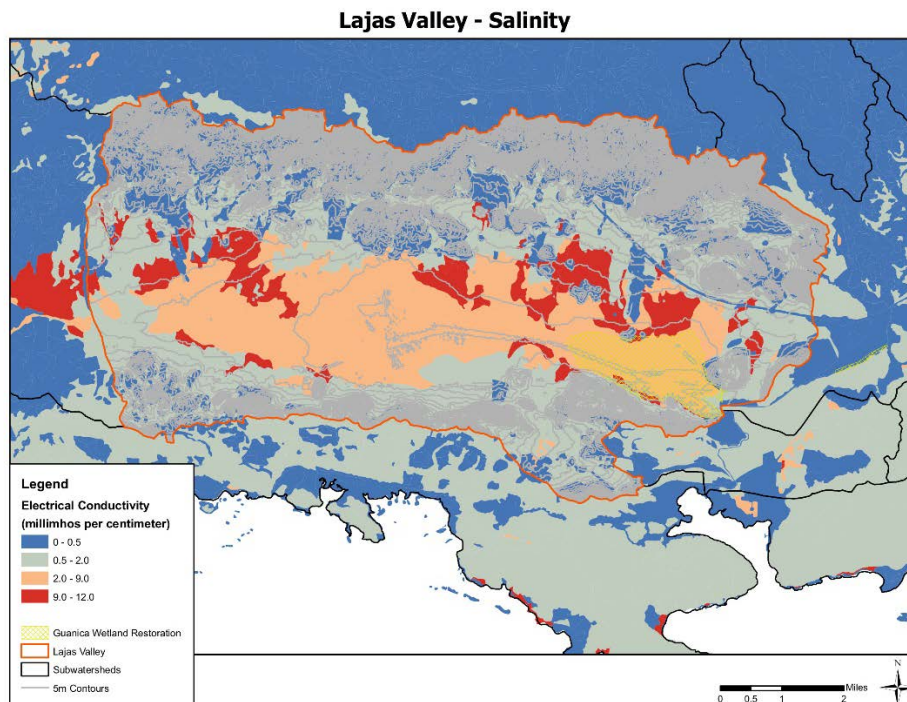 Lajas Valley - Salinity
Legend
Electrical Conductivity
(millimhos per centimeter)
0 - 0.5
0.5 - 2.0
2.0 - 9.0
9.0 - 12.0
Guanica Wetland Restoration
Lajas Valley
Subwatersheds
5m Contours
N
Miles
0 0.5 1 2